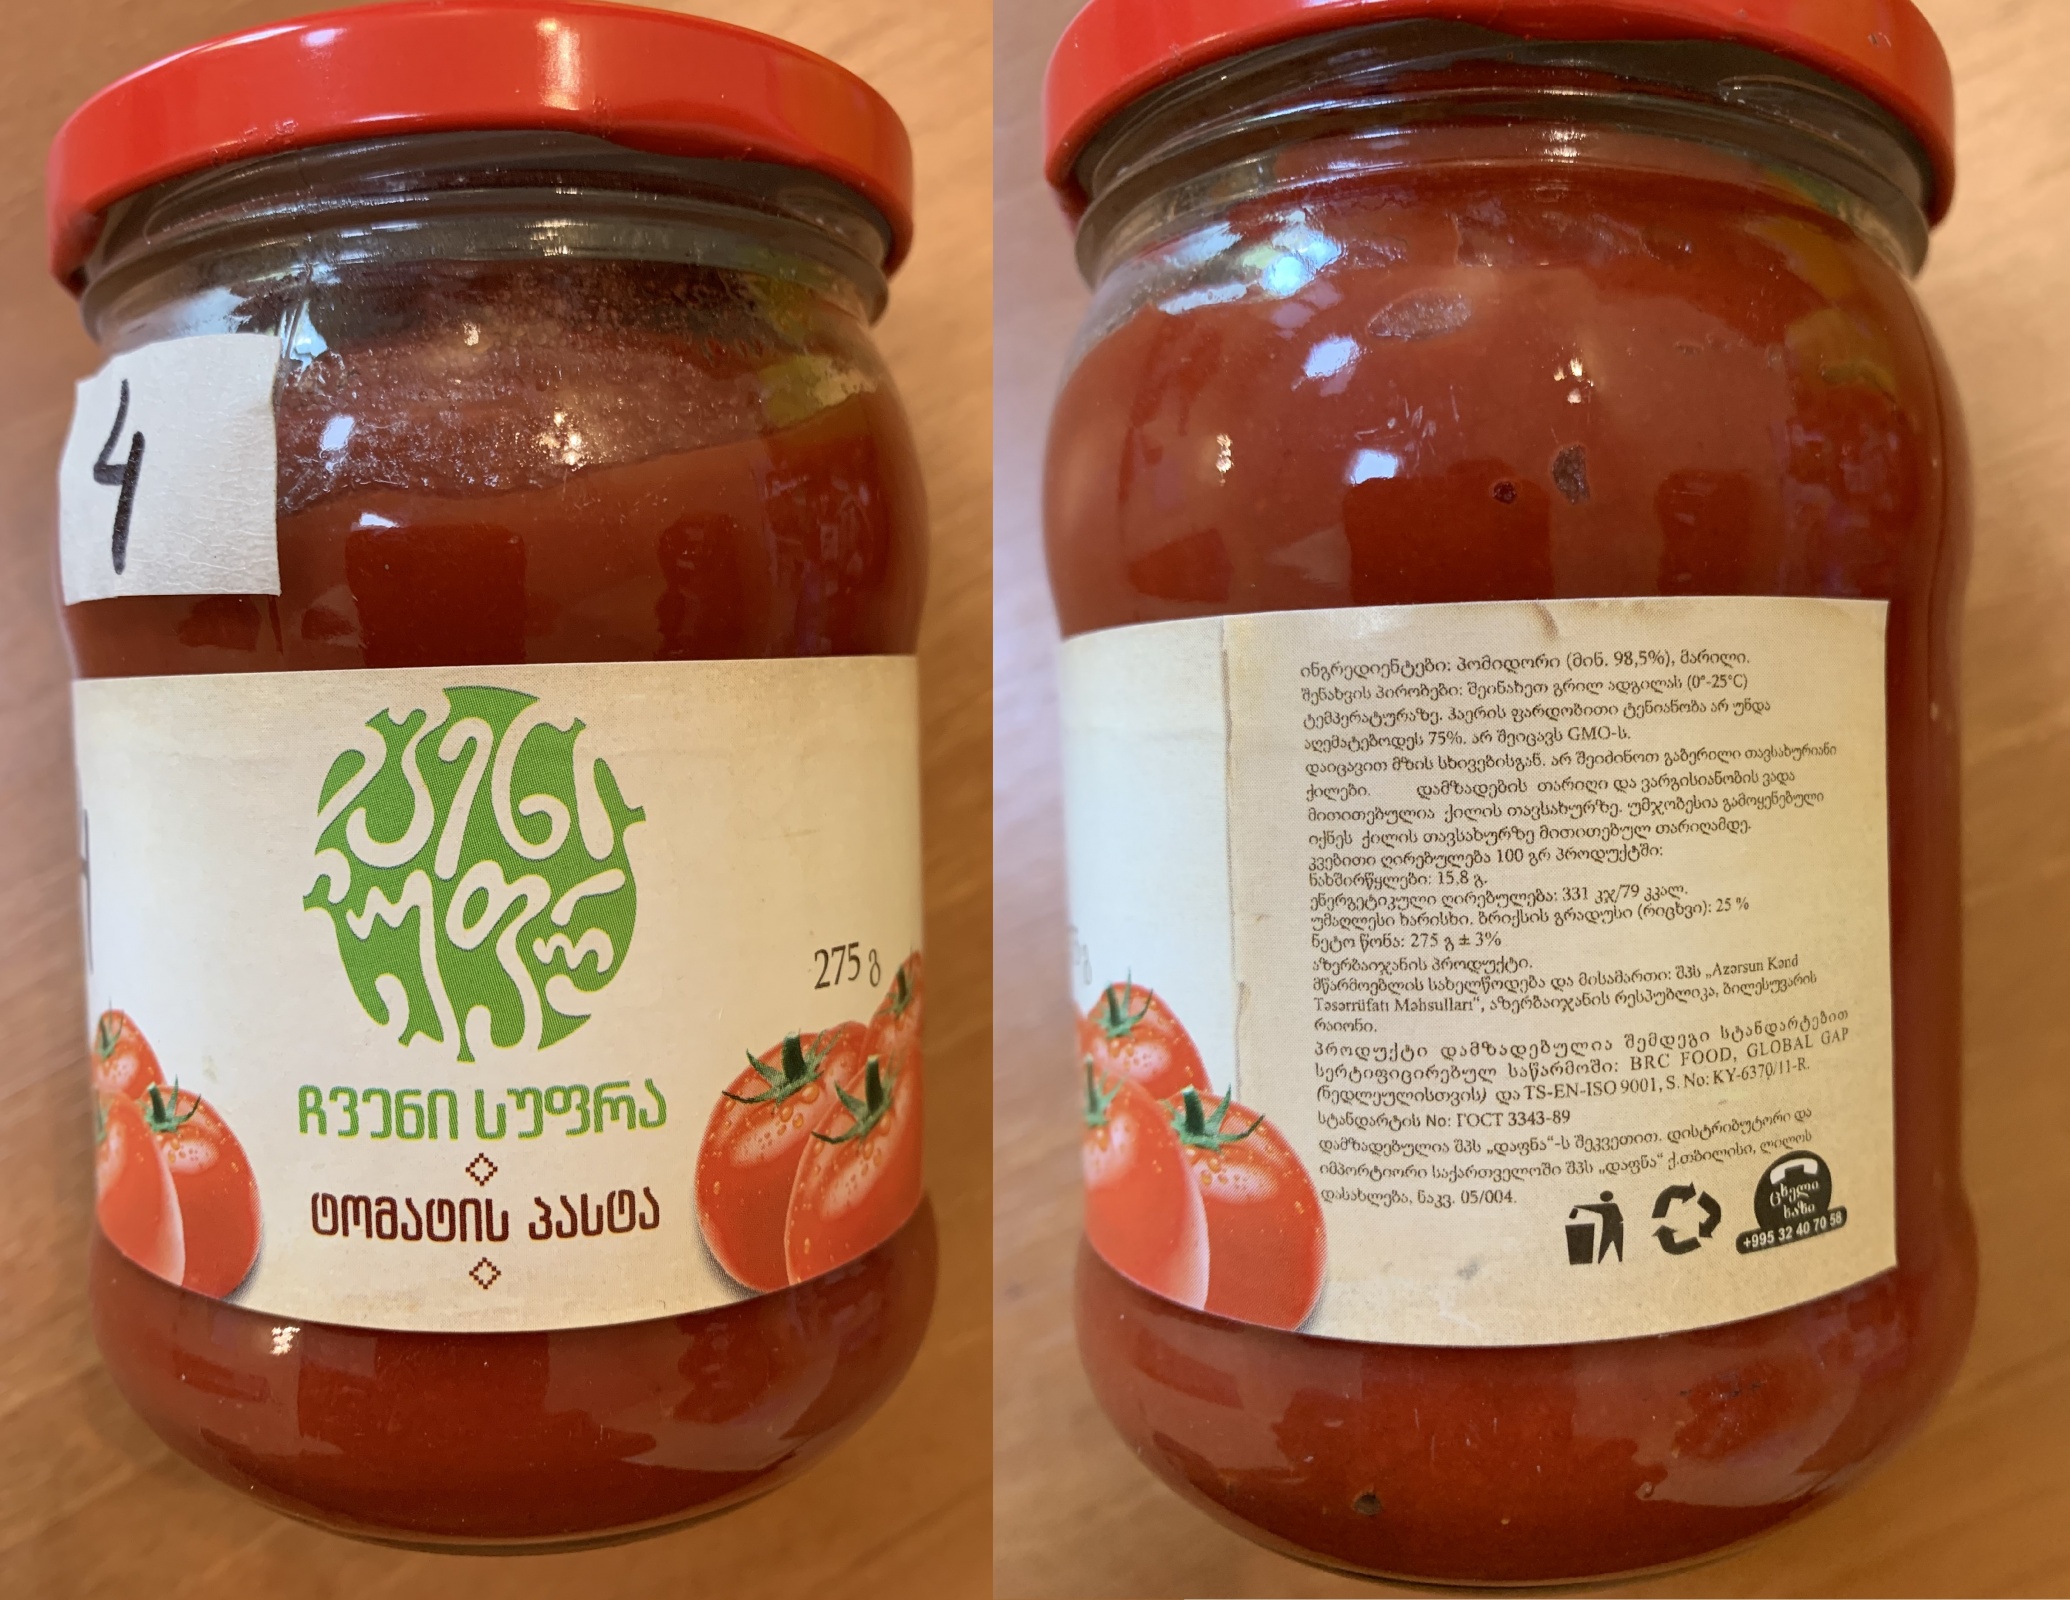 4
ჩვენი
სუფრა
275 გ
ჩვენი სუფრა
ტომატის პასტა
ინგრედიენტები: პომიდორი (მინ. 98,5%), მარილი.
შენახვის პირობები: შეინახეთ გრილ ადგილას (0°-25°C)
ტემპერატურაზე. ჰაერის ფარდობითი ტენიანობა არ უნდა
აღემატებოდეს 75%. არ შეიცავს GMO-ს.
დაიცავით მზის სხივებისგან. არ შეიძინოთ გაბერილი თავსახურიანი
ქილები. დამზადების თარიღი და ვარგისიანობის ვადა
მითითებულია ქილის თავსახურზე. უმჯობესია გამოყენებული
იქნეს ქილის თავსახურზე მითითებულ თარიღამდე.
კვებითი ღირებულება 100 გრ პროდუქტში:
ნახშირწყლები: 15,8 გ.
ენერგეტიკული ღირებულება: 331 კჯ/79 კკალ.
უმაღლესი ხარისხი. ბრიქსის გრადუსი (რიცხვი): 25 %
ნეტო წონა: 275 გ ± 3%
აზერბაიჯანის პროდუქტი.
მწარმოებლის სახელწოდება და მისამართი: შპს „Azərsun Kənd
Təsərrüfatı Məhsulları“, აზერბაიჯანის რესპუბლიკა, ბილესუვარის
რაიონი.
პროდუქტი დამზადებულია შემდეგი სტანდარტებით
სერტიფიცირებულ საწარმოში: BRC FOOD, GLOBAL GAP
(ნედლეულისთვის) და TS-EN-ISO 9001, S. No: KY-6370/11-R.
სტანდარტის No: ГОСТ 3343-89
დამზადებულია შპს „დაფნა“-ს შეკვეთით. დისტრიბუტორი და
იმპორტიორი საქართველოში შპს „დაფნა“ ქ.თბილისი, ლილოს
დასახლება, ნაკვ. 05/004.
ცხელი
ხაზი
+995 32 40 70 58